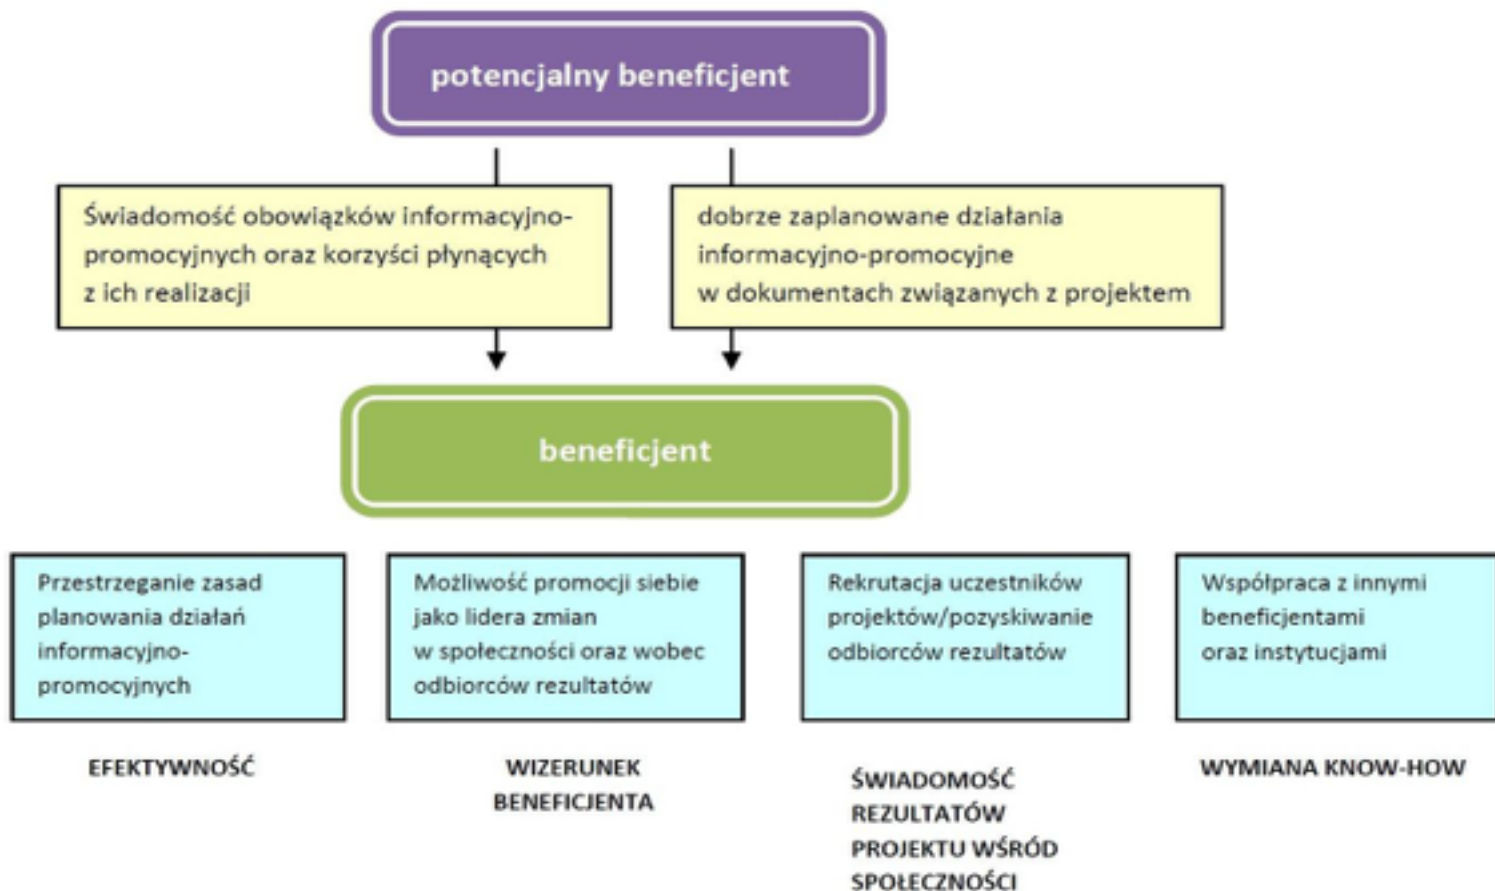 potencjalny beneficjent
Świadomość obowiązków informacyjno-
promocyjnych oraz korzyści płynących
z ich realizacji
dobrze zaplanowane działania
informacyjno-promocyjne
w dokumentach związanych z projektem
beneficjent
Przestrzeganie zasad
planowania działań
informacyjno-
promocyjnych
EFEKTYWNOŚĆ
Możliwość promocji siebie
jako lidera zmian
w społeczności oraz wobec
odbiorców rezultatów
WIZERUNEK
BENEFICJENTA
Rekrutacja uczestników
projektów/pozyskiwanie
odbiorców rezultatów
ŚWIADOMOŚĆ
REZULTATÓW
PROJEKTU WŚRÓD
SPOŁECZNOŚCI
Współpraca z innymi
beneficjentami
oraz instytucjami
WYMIANA KNOW-HOW